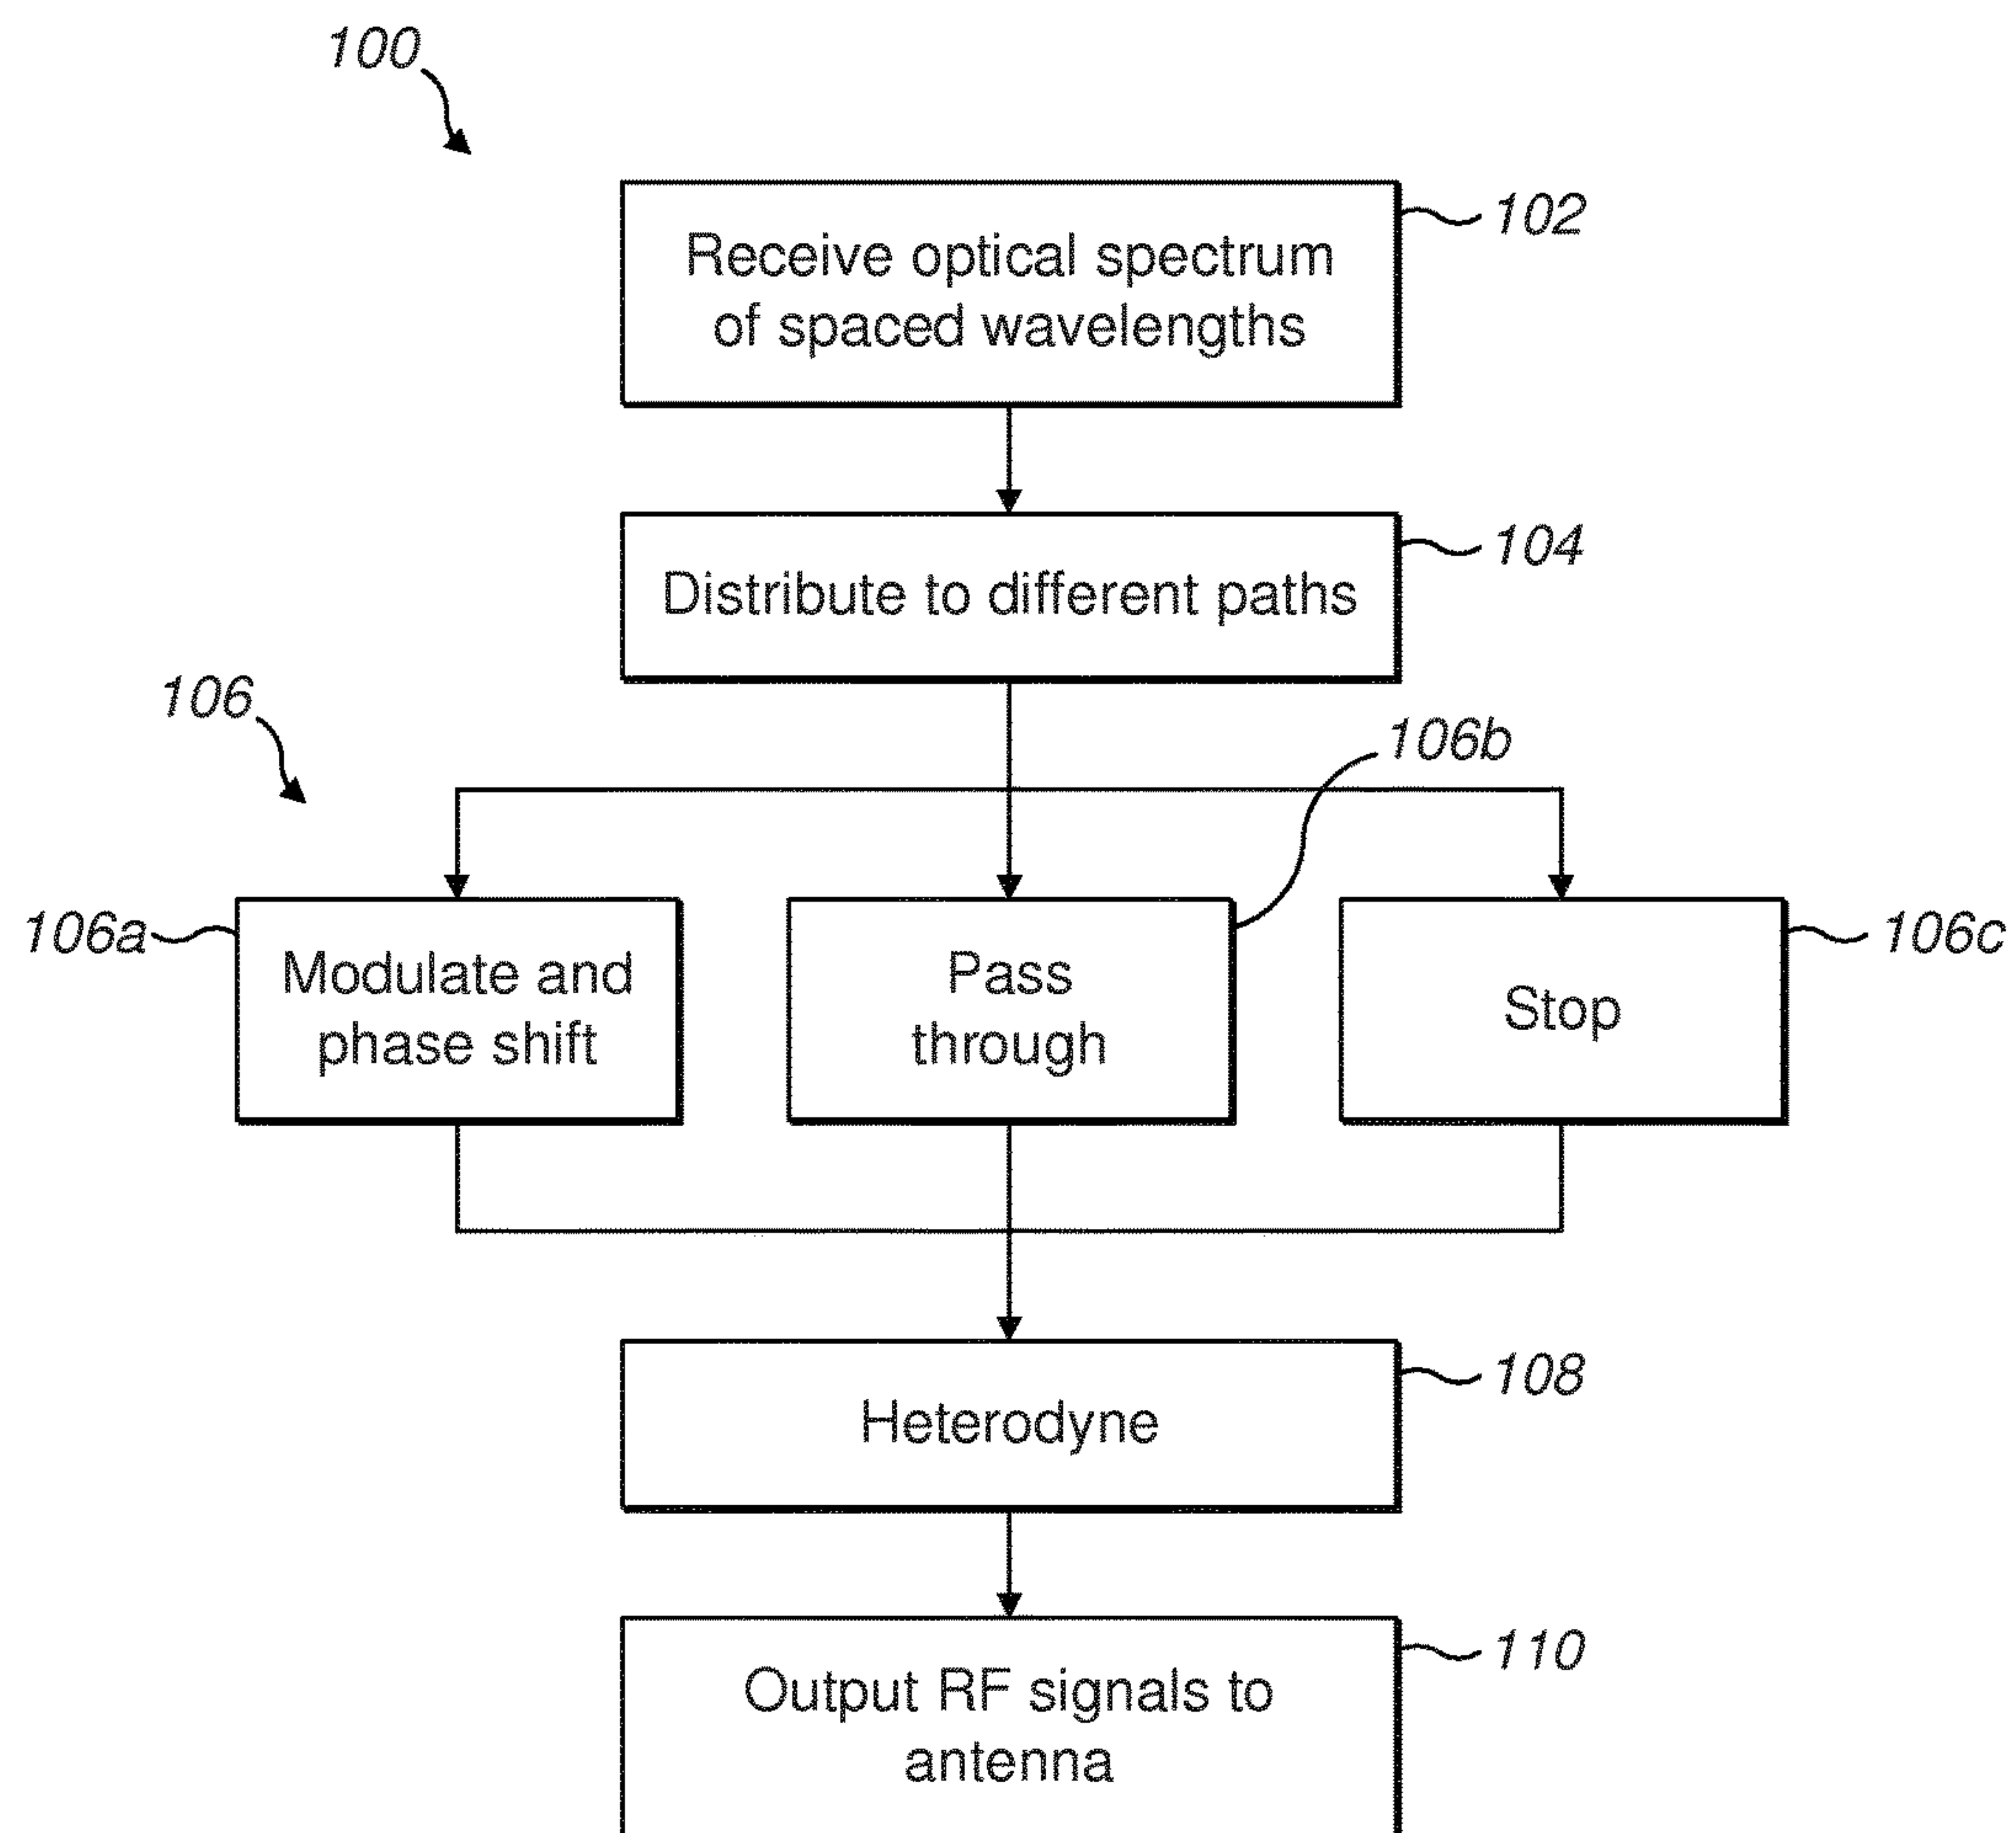 100
Receive optical spectrum
of spaced wavelengths
102
Distribute to different paths
104
106
106b
106a
Modulate and
phase shift
Pass
through
Stop
106c
Heterodyne
108
Output RF signals to
antenna
110